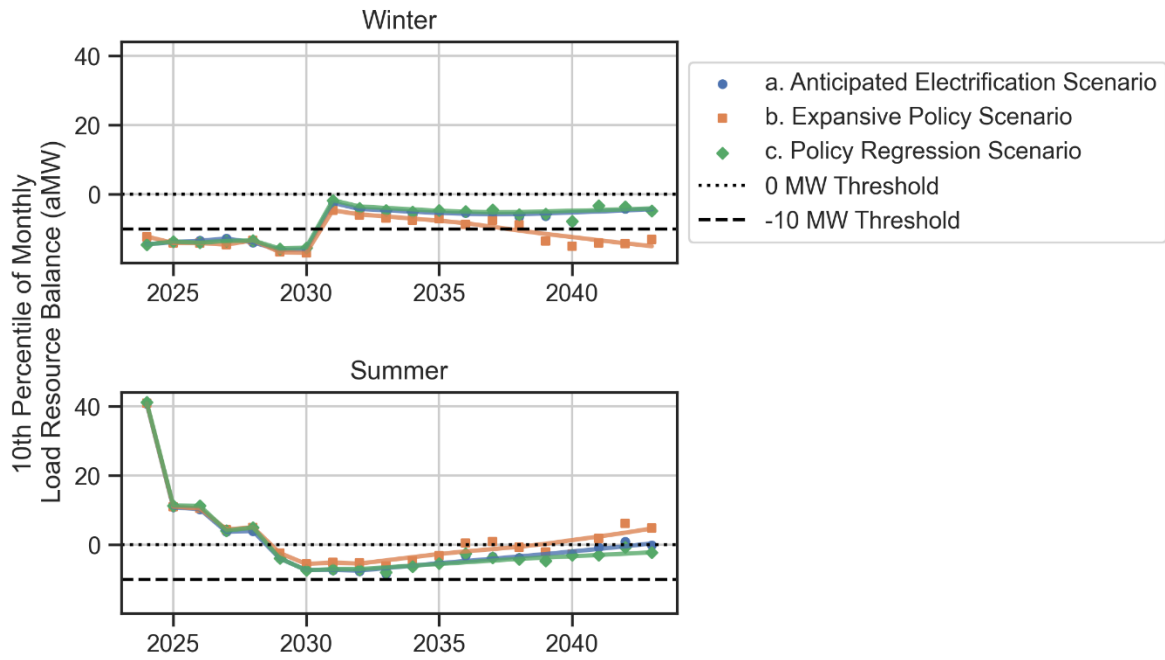 Winter
40
20
0
2025
2030
2035
2040
a. Anticipated Electrification Scenario
b. Expansive Policy Scenario
c. Policy Regression Scenario
0 MW Threshold
-10 MW Threshold
10th Percentile of Monthly
Load Resource Balance (aMW)
Summer
40
20
0
2025
2030
2035
2040